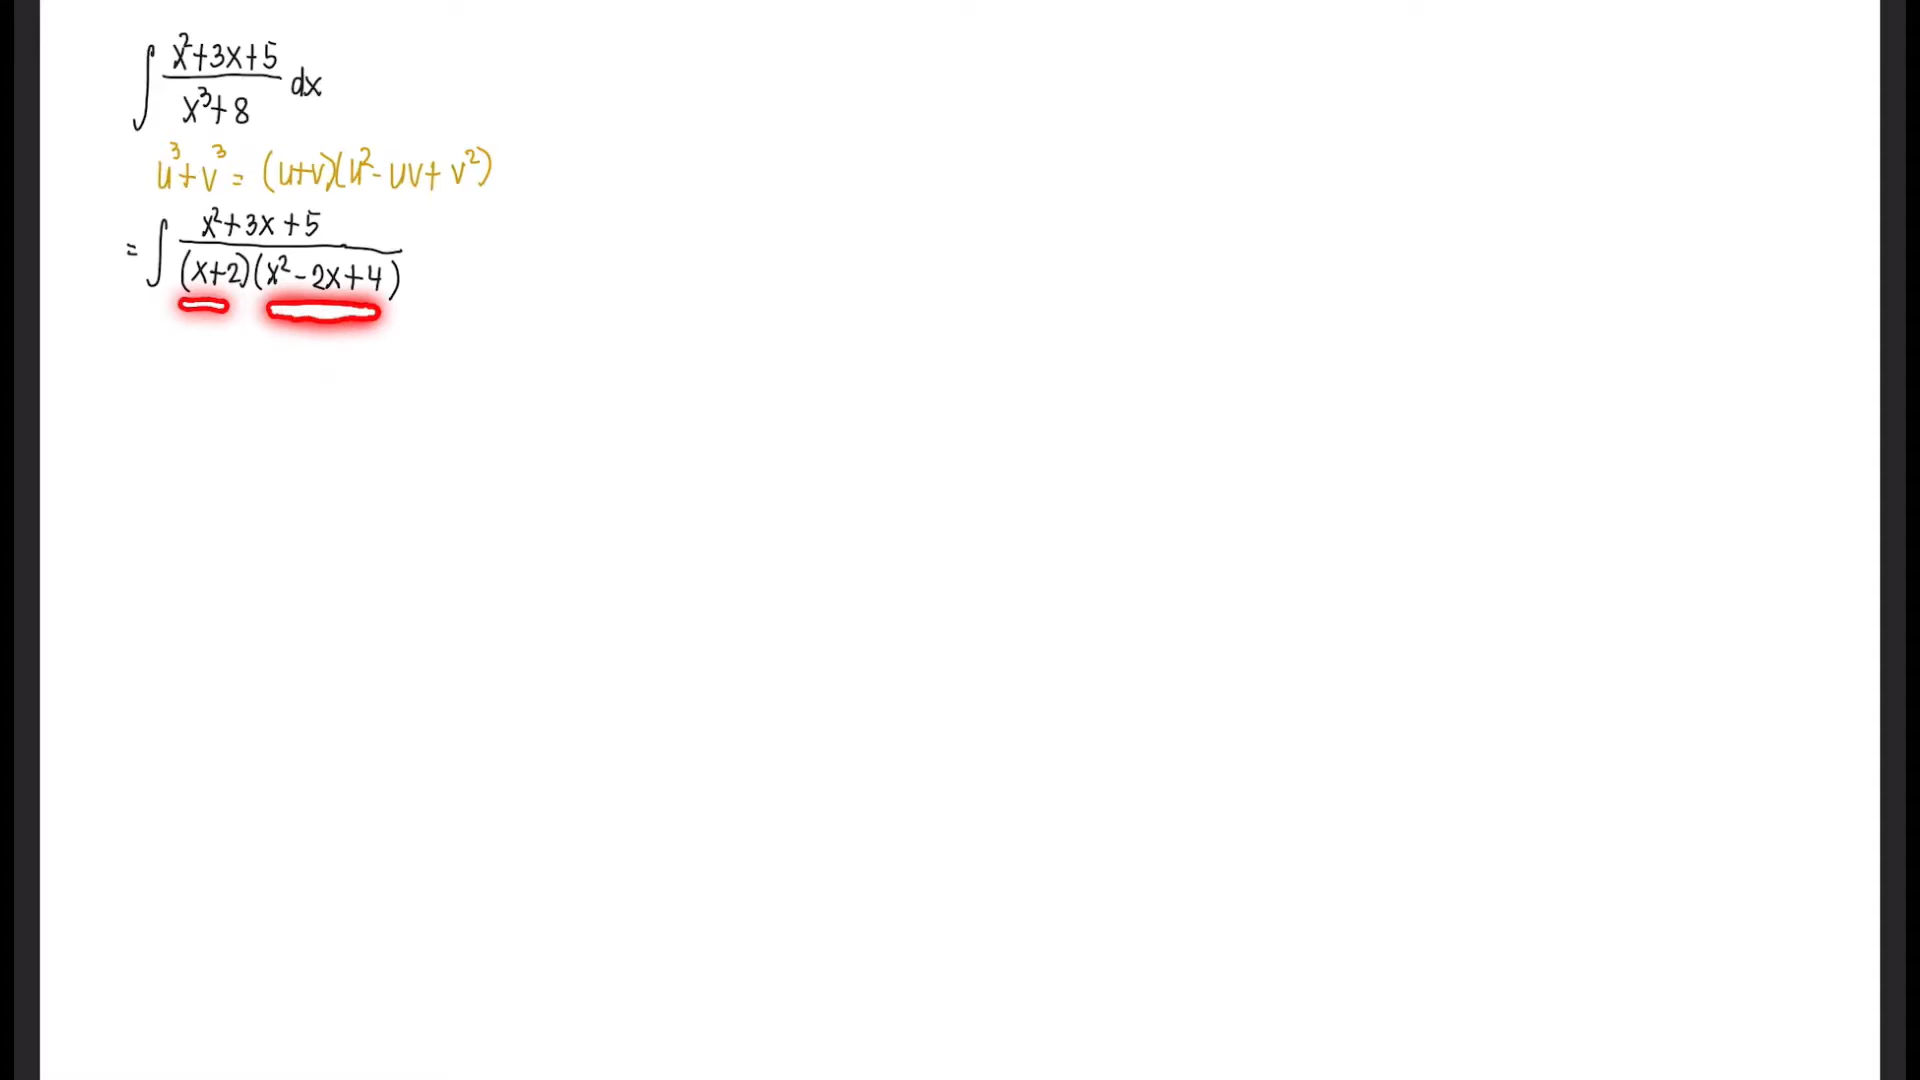 ∫ (x²+3x+5)/(x³+8) dx
u³+v³ = (u+v)(u²-uv+v²)
= ∫ (x²+3x+5)/((x+2)(x²-2x+4))